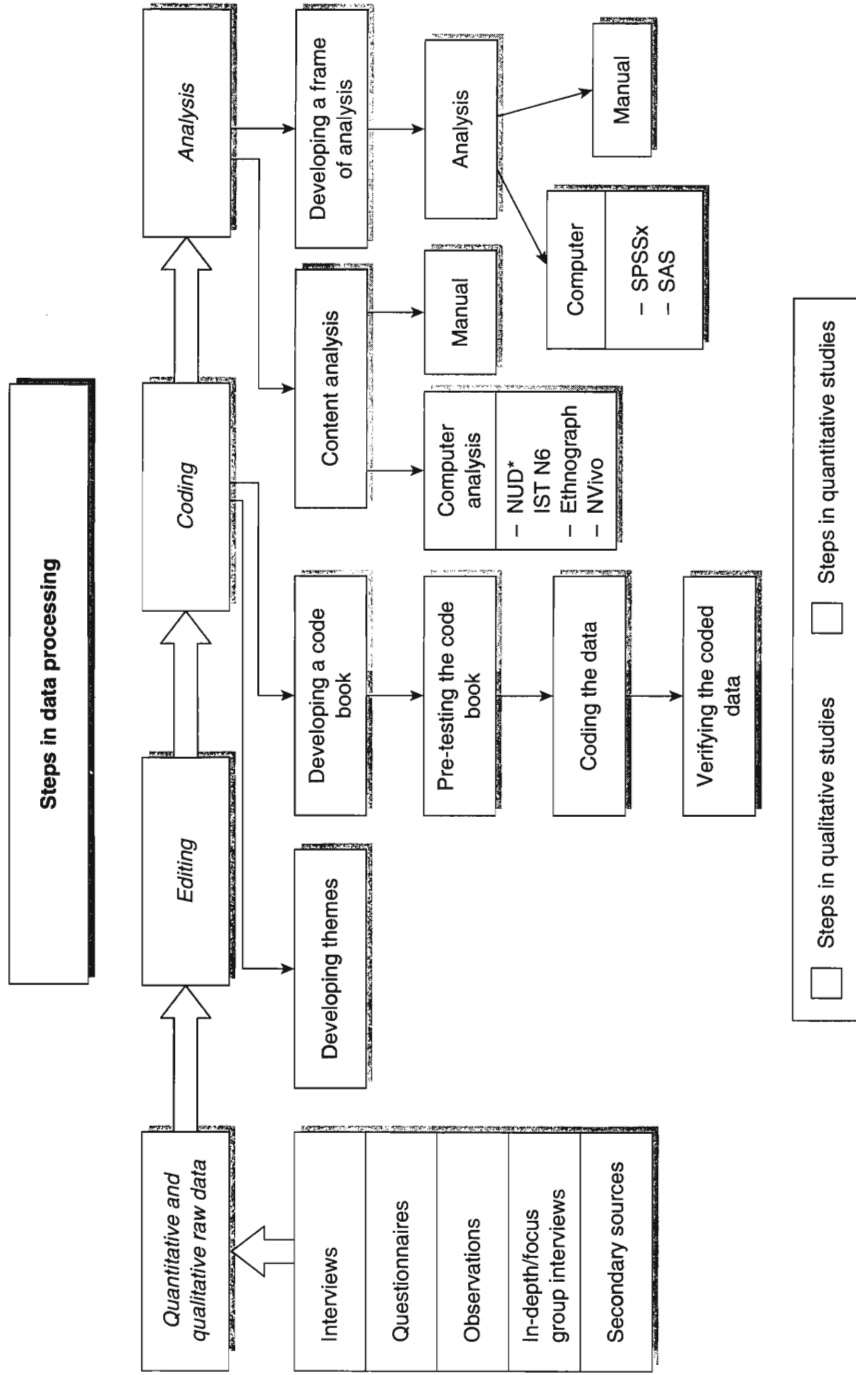 Steps in data processing
Quantitative and
qualitative raw data
Editing
Coding
Analysis
Interviews
Questionnaires
Observations
In-depth/focus
group interviews
Secondary sources
Developing themes
Developing a code
book
Pre-testing the code
book
Coding the data
Verifying the coded
data
Content analysis
Computer
analysis
– NUD*
IST N6
– Ethnograph
– NVivo
Manual
Developing a frame
of analysis
Analysis
Computer
– SPSSx
– SAS
Manual
Steps in qualitative studies
Steps in quantitative studies